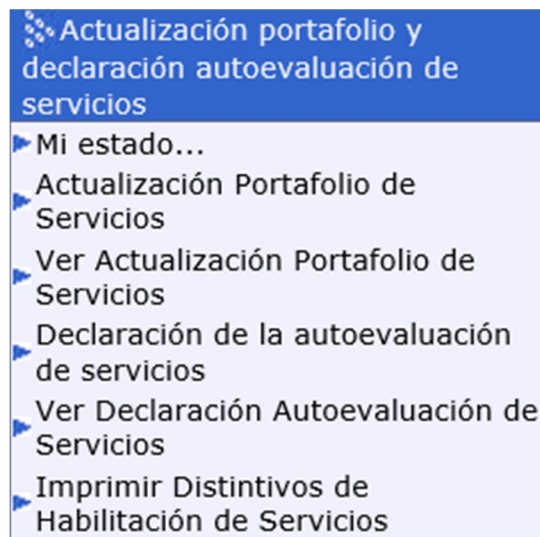 Actualización portafolio y
declaración autoevaluación de
servicios
Mi estado...
Actualización Portafolio de
Servicios
Ver Actualización Portafolio de
Servicios
Declaración de la autoevaluación
de servicios
Ver Declaración Autoevaluación de
Servicios
Imprimir Distintivos de
Habilitación de Servicios